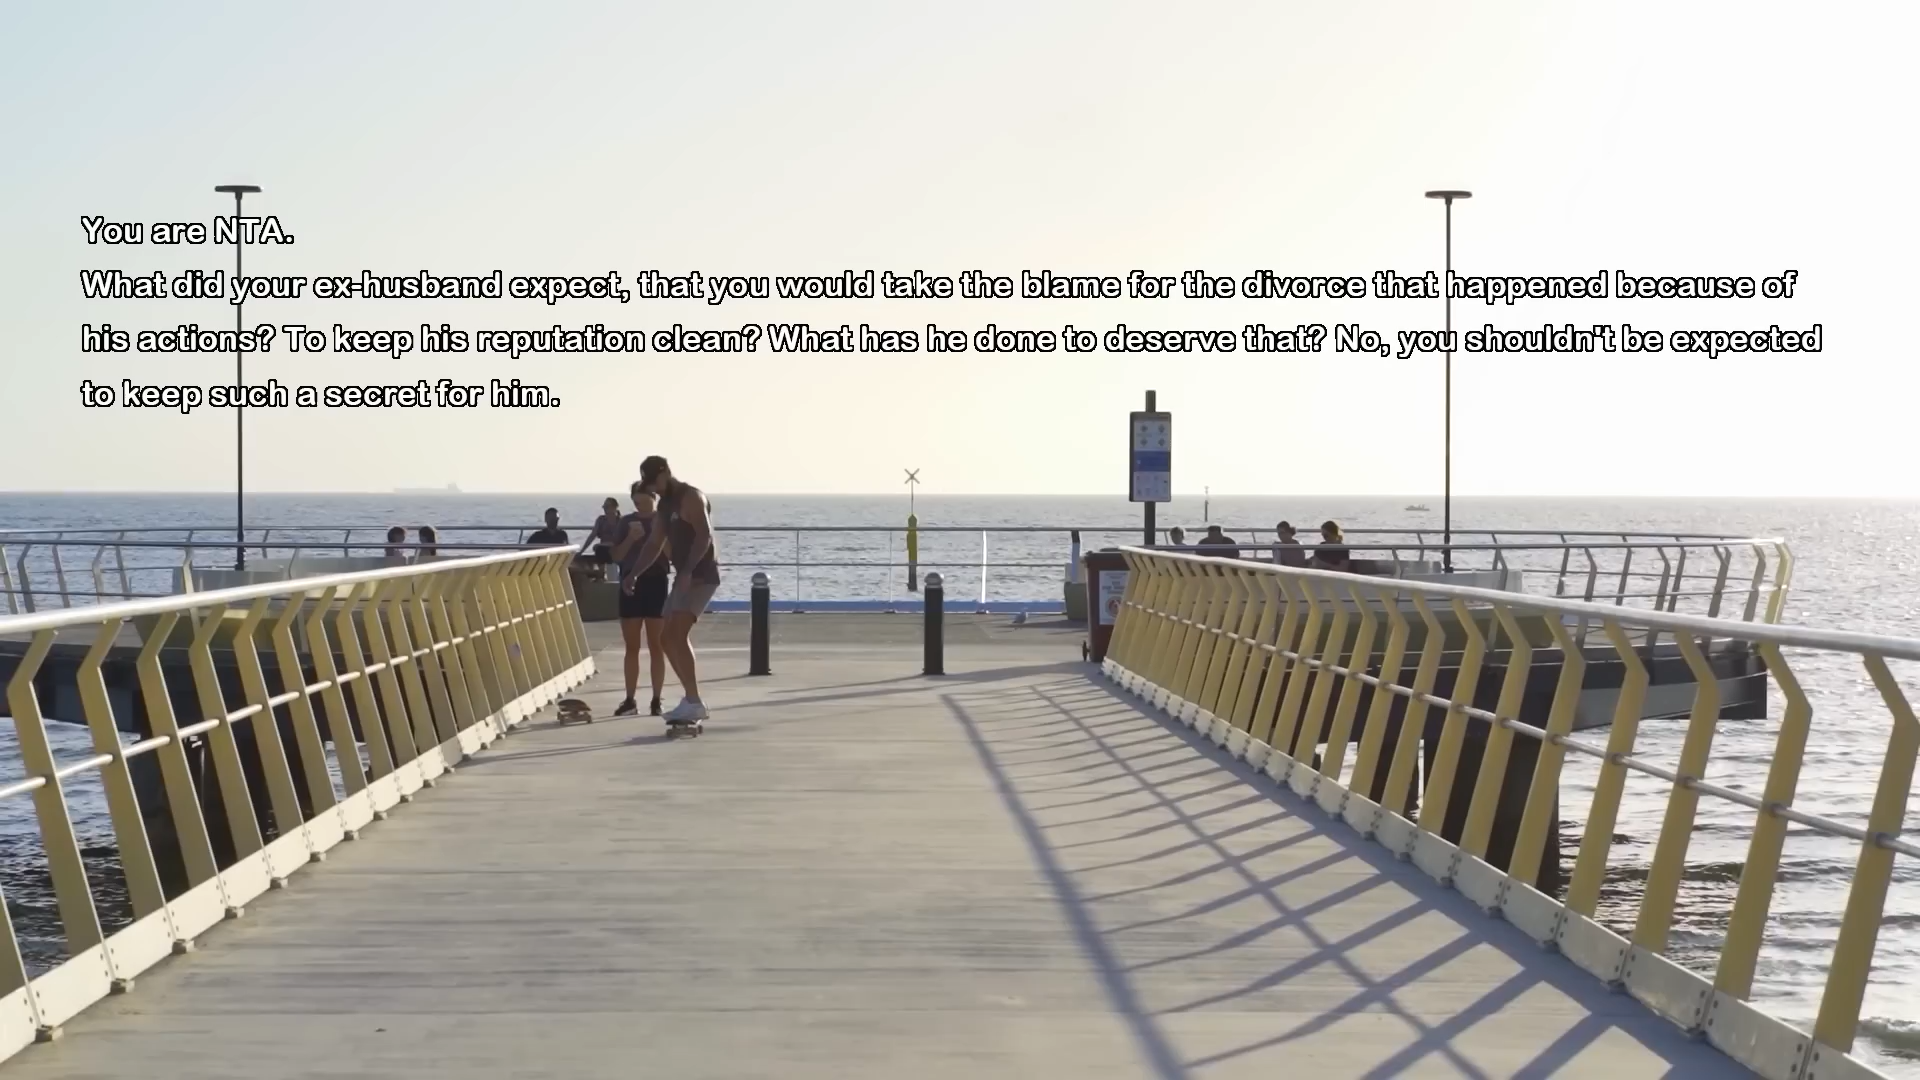 You are NTA.
What did your ex-husband expect, that you would take the blame for the divorce that happened because of
his actions? To keep his reputation clean? What has he done to deserve that? No, you shouldn't be expected
to keep such a secret for him.